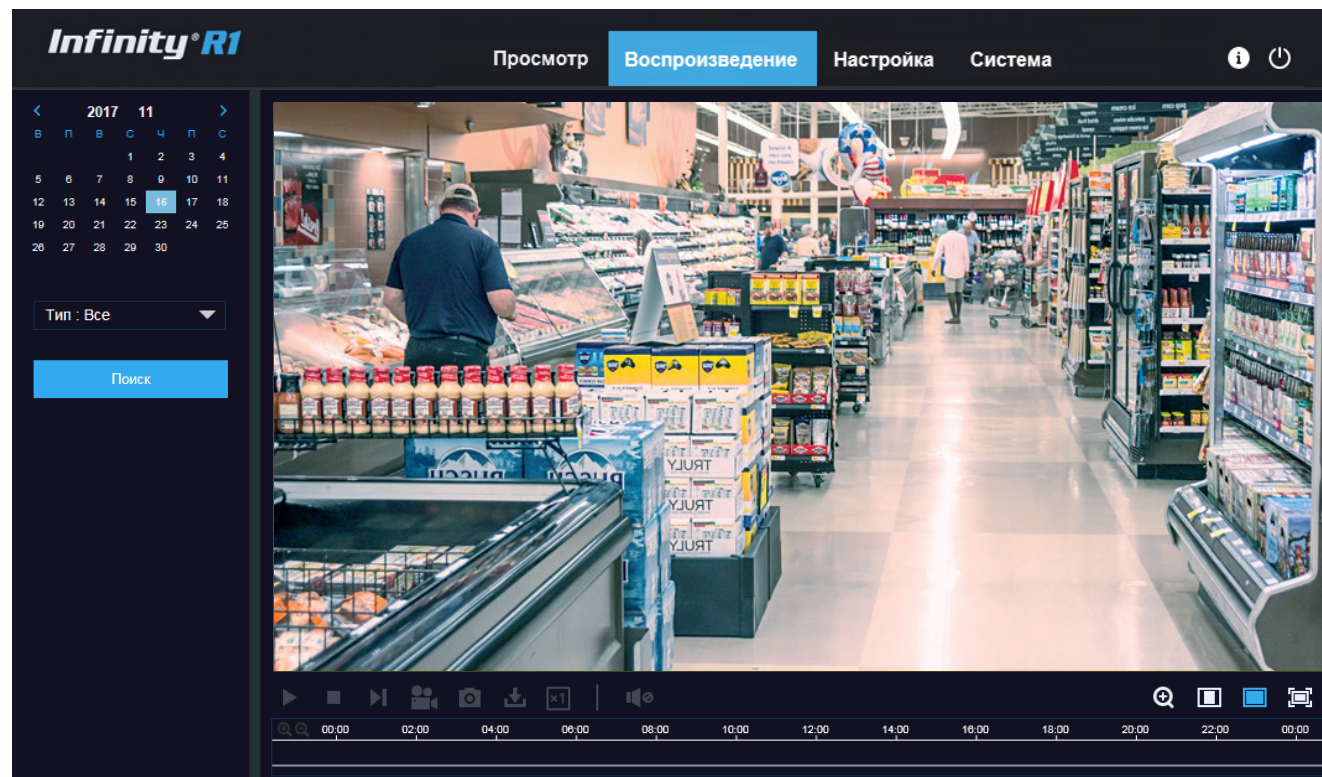 Infinity® R1
Просмотр Воспроизведение Настройка Система
2017 11
В П В С Ч П С
1 2 3 4
5 6 7 8 9 10 11
12 13 14 15 16 17 18
19 20 21 22 23 24 25
26 27 28 29 30
Тип : Все
Поиск
BUSCH
BUSCH
TRULY
TRULY
TRULY
x1
00:00 02:00 04:00 06:00 08:00 10:00 12:00 14:00 16:00 18:00 20:00 22:00 00:00